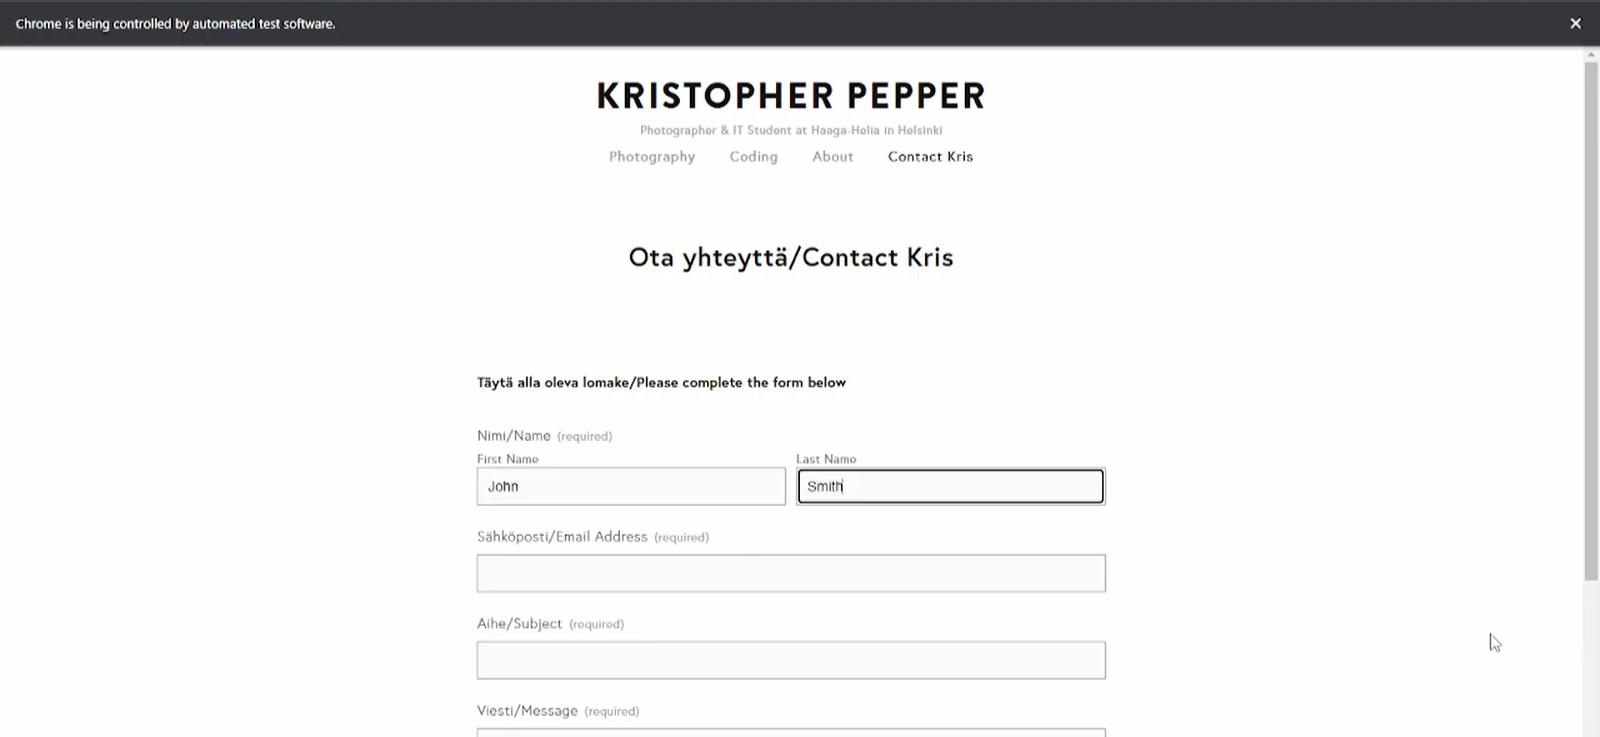 Chrome is being controlled by automated test software.
KRISTOPHER PEPPER
Photographer & IT Student at Haaga-Helia in Helsinki
Photography Coding About Contact Kris
Ota yhteyttä/Contact Kris
Täytä alla oleva lomake/Please complete the form below
Nimi/Name (required)
First Name Last Name
John Smith
Sähköposti/Email Address (required)
Aihe/Subject (required)
Viesti/Message (required)